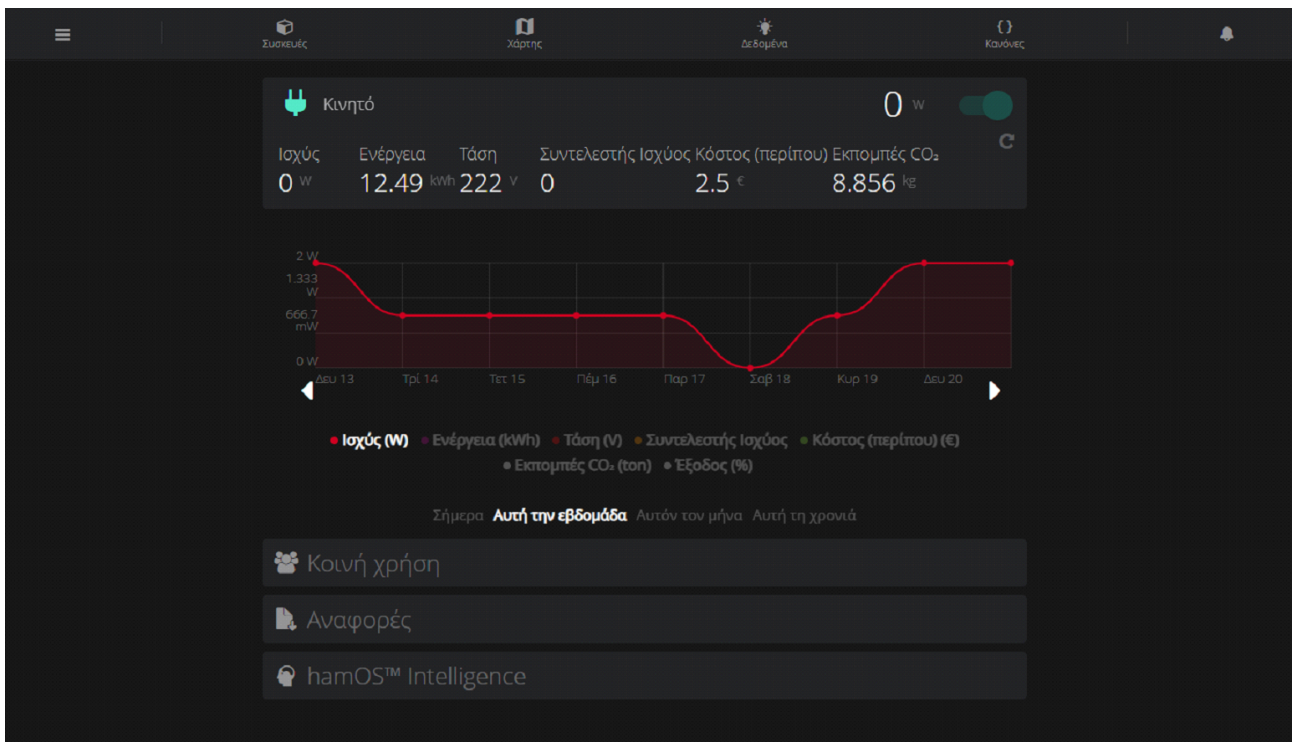 Συσκευές Χάρτης Δεδομένα {} Κανόνες
Κινητό 0 W
Ισχύς Ενέργεια Τάση Συντελεστής Ισχύος Κόστος (περίπου) Εκπομπές CO₂
0 W 12.49 kWh 222 V 0 2.5 € 8.856 kg
2 W
1.333
W
666.7
mW
0 W
Δευ 13 Τρί 14 Τετ 15 Πέμ 16 Παρ 17 Σαβ 18 Κυρ 19 Δευ 20
Ισχύς (W) Ενέργεια (kWh) Τάση (V) Συντελεστής Ισχύος Κόστος (περίπου) (€)
Εκπομπές CO₂ (ton) Έξοδος (%)
Σήμερα Αυτή την εβδομάδα Αυτόν τον μήνα Αυτή τη χρονιά
Κοινή χρήση
Αναφορές
hamOS™ Intelligence